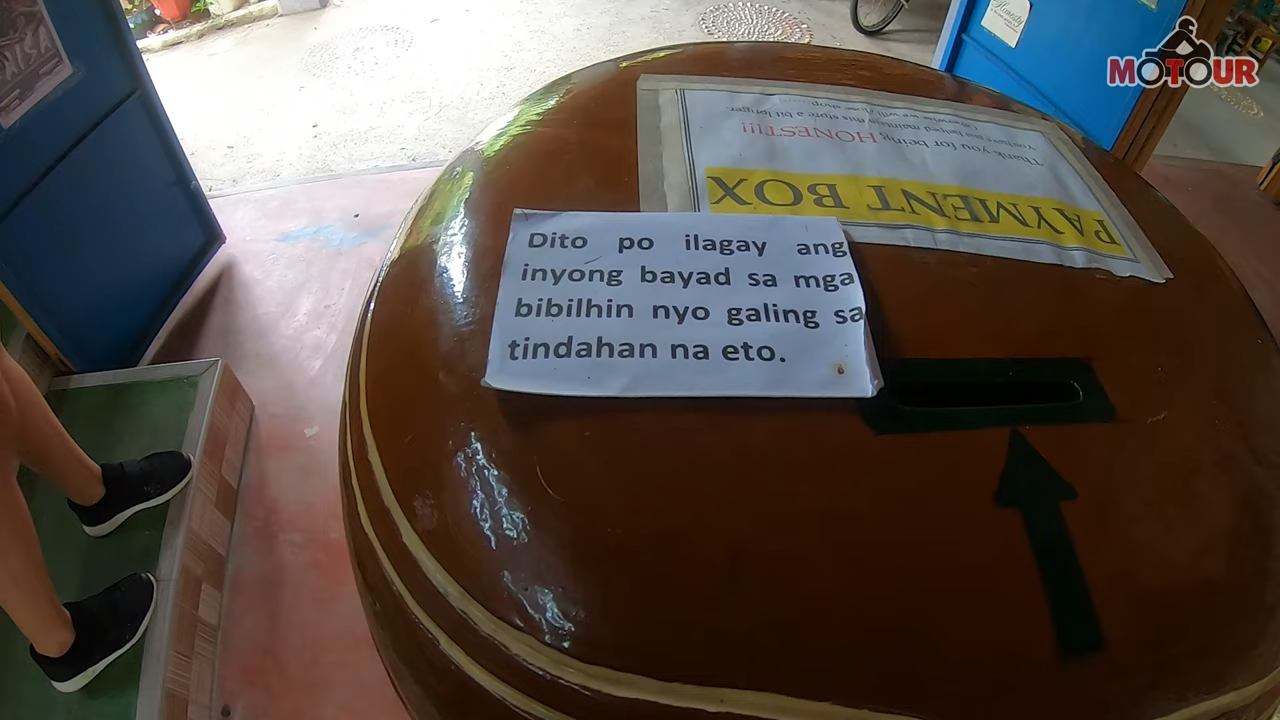 MOTOUR
Honesty
PAYMENT BOX
Thank you for being HONEST!!!
Dito po ilagay ang
inyong bayad sa mga
bibilhin nyo galing sa
tindahan na eto.